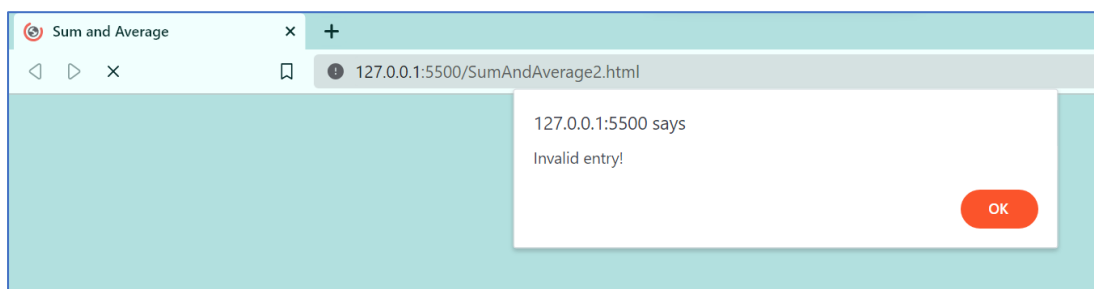 Sum and Average
127.0.0.1:5500/SumAndAverage2.html
127.0.0.1:5500 says
Invalid entry!
OK